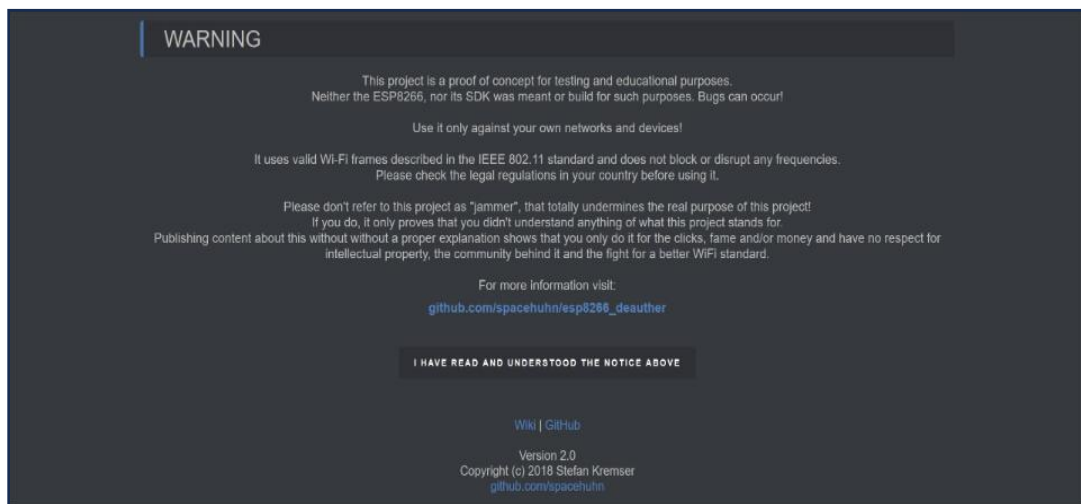 WARNING
This project is a proof of concept for testing and educational purposes.
Neither the ESP8266, nor its SDK was meant or build for such purposes. Bugs can occur!
Use it only against your own networks and devices!
It uses valid Wi-Fi frames described in the IEEE 802.11 standard and does not block or disrupt any frequencies.
Please check the legal regulations in your country before using it.
Please don't refer to this project as "jammer", that totally undermines the real purpose of this project!
If you do, it only proves that you didn't understand anything of what this project stands for.
Publishing content about this without without a proper explanation shows that you only do it for the clicks, fame and/or money and have no respect for
intellectual property, the community behind it and the fight for a better WiFi standard.
For more information visit:
github.com/spacehuhn/esp8266_deauther
I HAVE READ AND UNDERSTOOD THE NOTICE ABOVE
Wiki | GitHub
Version 2.0
Copyright (c) 2018 Stefan Kremser
github.com/spacehuhn